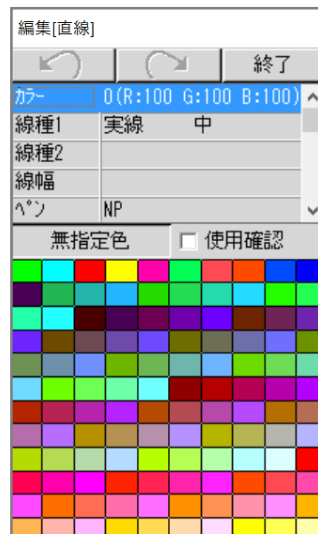 編集[直線]
終了
ｶﾗｰ 0(R:100 G:100 B:100)
線種1 実線 中
線種2
線幅
ﾍﾟﾝ NP
無指定色 使用確認